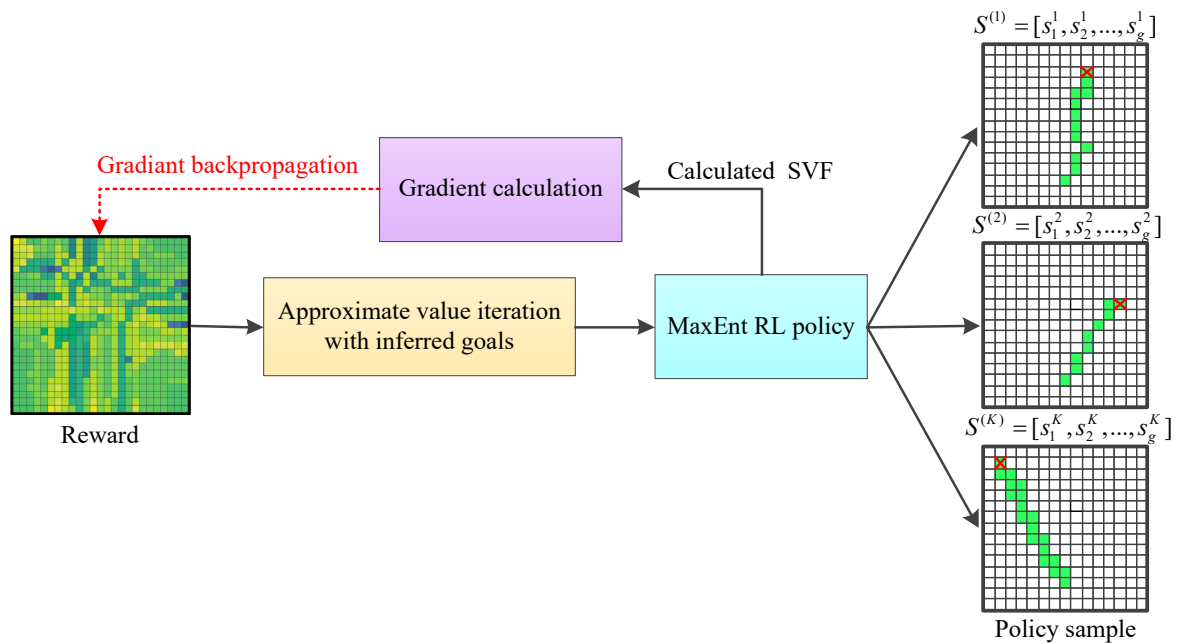 S^{(1)} = [s_1^1, s_2^1, ..., s_g^1]
Gradiant backpropagation
Gradient calculation
Calculated SVF
S^{(2)} = [s_1^2, s_2^2, ..., s_g^2]
Approximate value iteration
with inferred goals
MaxEnt RL policy
Reward
S^{(K)} = [s_1^K, s_2^K, ..., s_g^K]
Policy sample